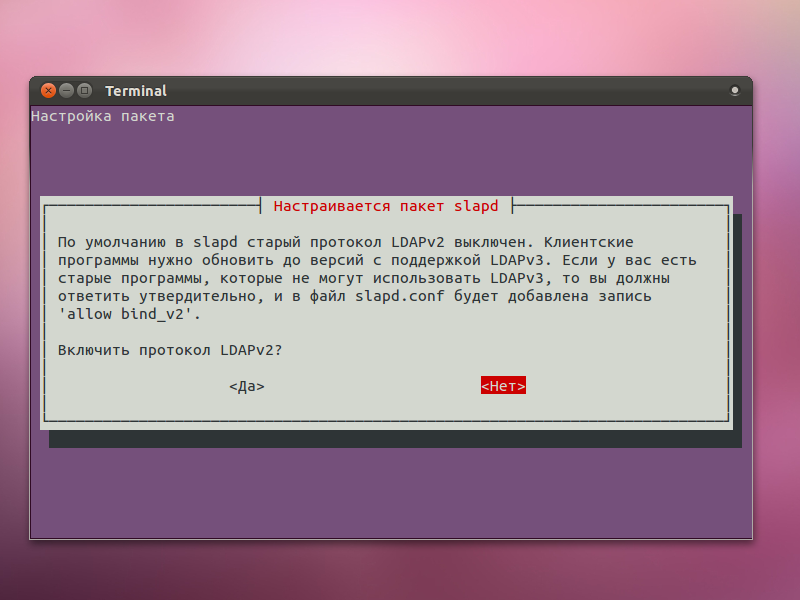 Terminal
Настройка пакета
Настраивается пакет slapd
По умолчанию в slapd старый протокол LDAPv2 выключен. Клиентские
программы нужно обновить до версий с поддержкой LDAPv3. Если у вас есть
старые программы, которые не могут использовать LDAPv3, то вы должны
ответить утвердительно, и в файл slapd.conf будет добавлена запись
'allow bind_v2'.
Включить протокол LDAPv2?
<Да> <Нет>